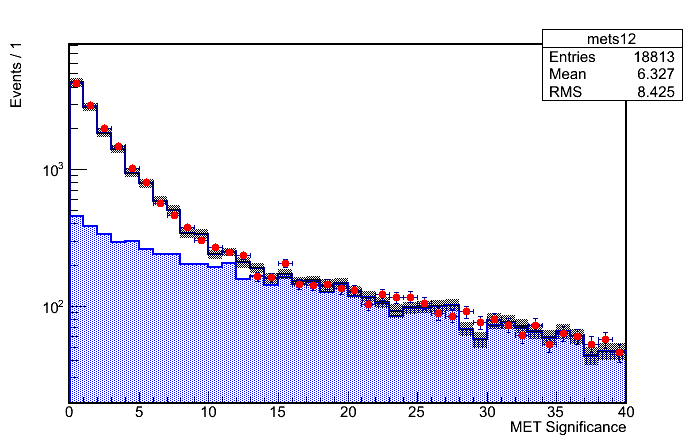 mets12
Entries 18813
Mean 6.327
RMS 8.425
Events / 1
10³
10²
0 5 10 15 20 25 30 35 40
MET Significance